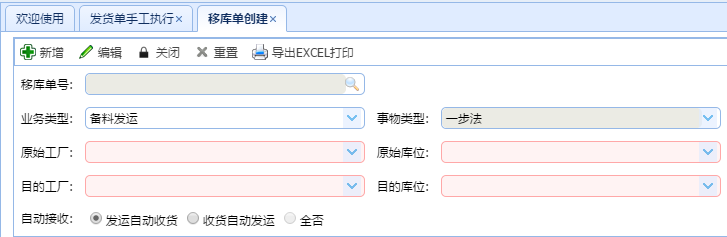 欢迎使用 发货单手工执行× 移库单创建×
新增 编辑 关闭 重置 导出EXCEL打印
移库单号:
业务类型: 备料发运 事物类型: 一步法
原始工厂: 原始库位:
目的工厂: 目的库位:
自动接收: 发运自动收货 收货自动发运 全否